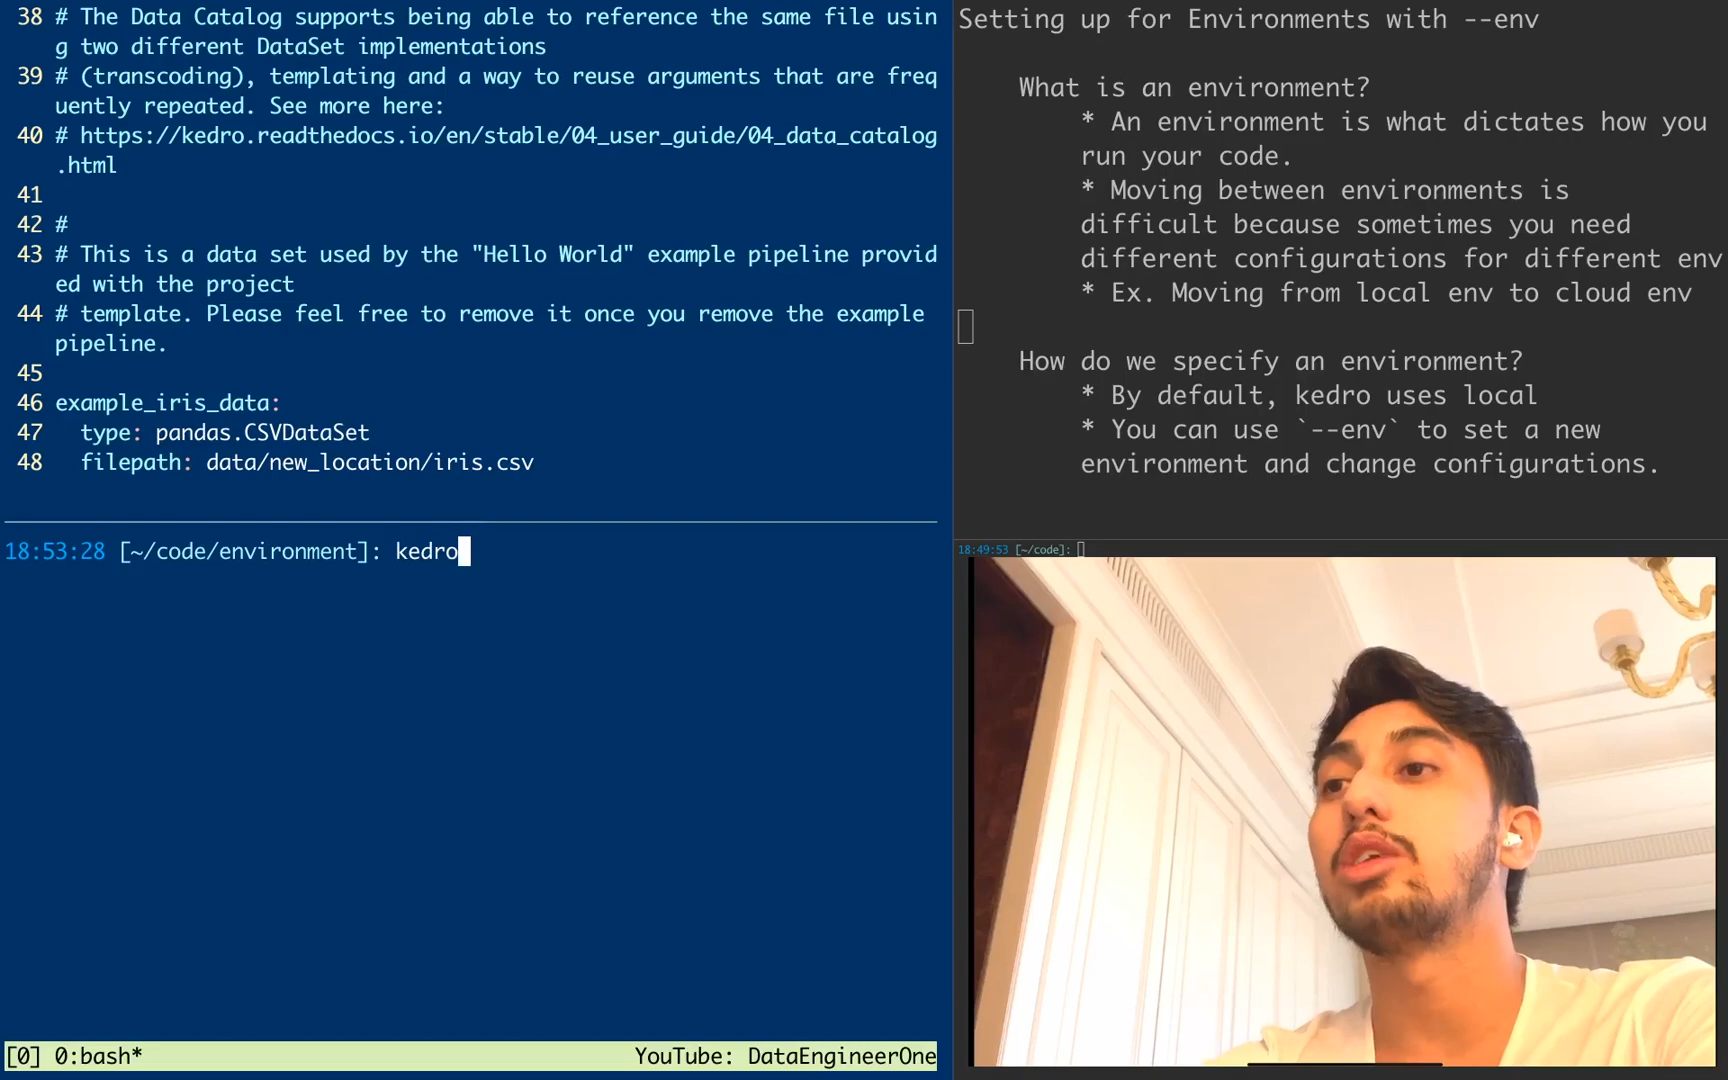 38 # The Data Catalog supports being able to reference the same file usin
g two different DataSet implementations
39 # (transcoding), templating and a way to reuse arguments that are freq
uently repeated. See more here:
40 # https://kedro.readthedocs.io/en/stable/04_user_guide/04_data_catalog
.html
41
42 #
43 # This is a data set used by the "Hello World" example pipeline provid
ed with the project
44 # template. Please feel free to remove it once you remove the example
pipeline.
45
46 example_iris_data:
47   type: pandas.CSVDataSet
48   filepath: data/new_location/iris.csv
18:53:28 [~/code/environment]: kedro
[0] 0:bash* YouTube: DataEngineerOne
Setting up for Environments with --env
What is an environment?
* An environment is what dictates how you
run your code.
* Moving between environments is
difficult because sometimes you need
different configurations for different env
* Ex. Moving from local env to cloud env
How do we specify an environment?
* By default, kedro uses local
* You can use `--env` to set a new
environment and change configurations.
18:49:53 [~/code]: